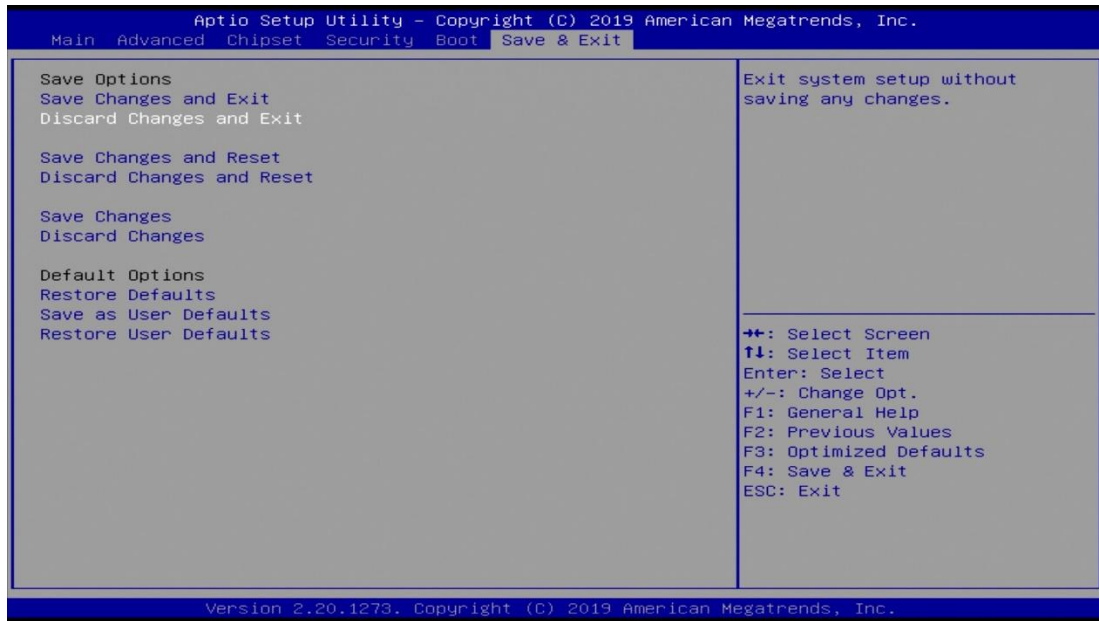 Aptio Setup Utility – Copyright (C) 2019 American Megatrends, Inc.
Main Advanced Chipset Security Boot Save & Exit
Save Options
Save Changes and Exit
Discard Changes and Exit
Save Changes and Reset
Discard Changes and Reset
Save Changes
Discard Changes
Default Options
Restore Defaults
Save as User Defaults
Restore User Defaults
Exit system setup without
saving any changes.
→←: Select Screen
↑↓: Select Item
Enter: Select
+/-: Change Opt.
F1: General Help
F2: Previous Values
F3: Optimized Defaults
F4: Save & Exit
ESC: Exit
Version 2.20.1273. Copyright (C) 2019 American Megatrends, Inc.